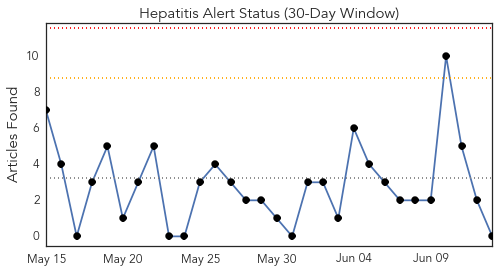 Hepatitis Alert Status (30-Day Window)
Articles Found
10
8
6
4
2
0
May 15
May 20
May 25
May 30
Jun 04
Jun 09